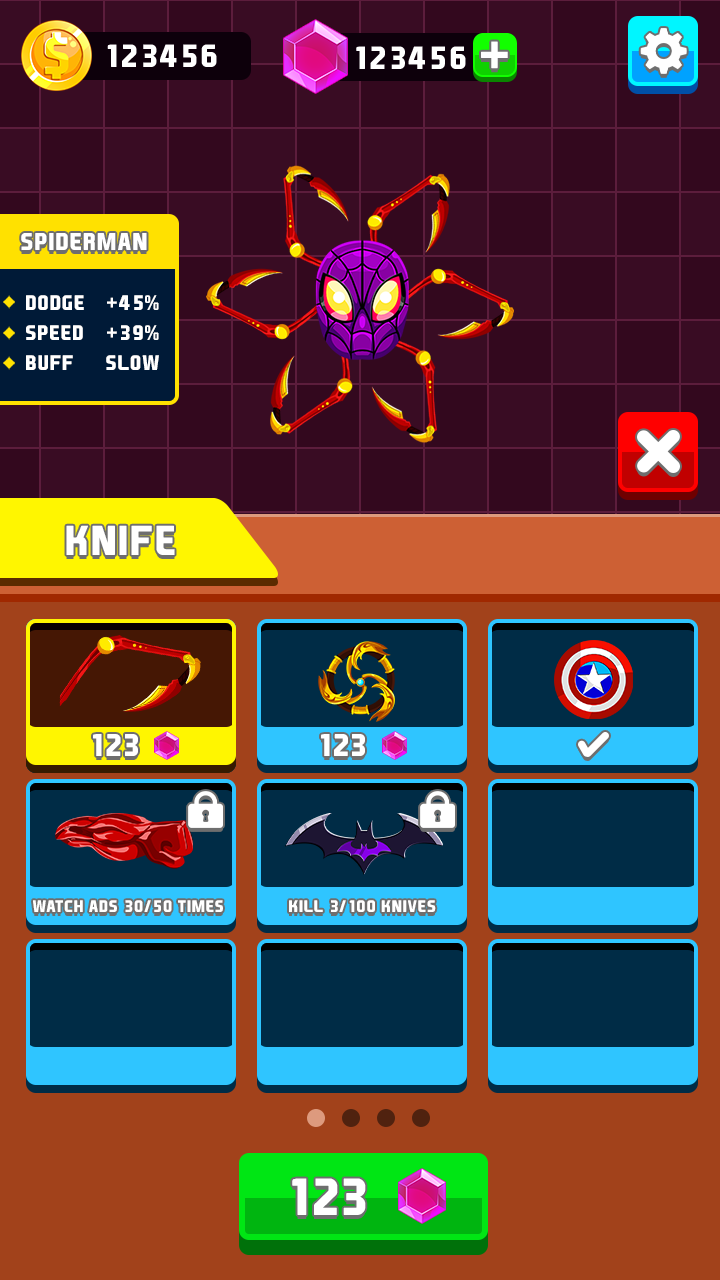 123456
123456
SPIDERMAN
DODGE +45%
SPEED +39%
BUFF SLOW
KNIFE
123
123
WATCH ADS 30/50 TIMES
KILL 3/100 KNIVES
123